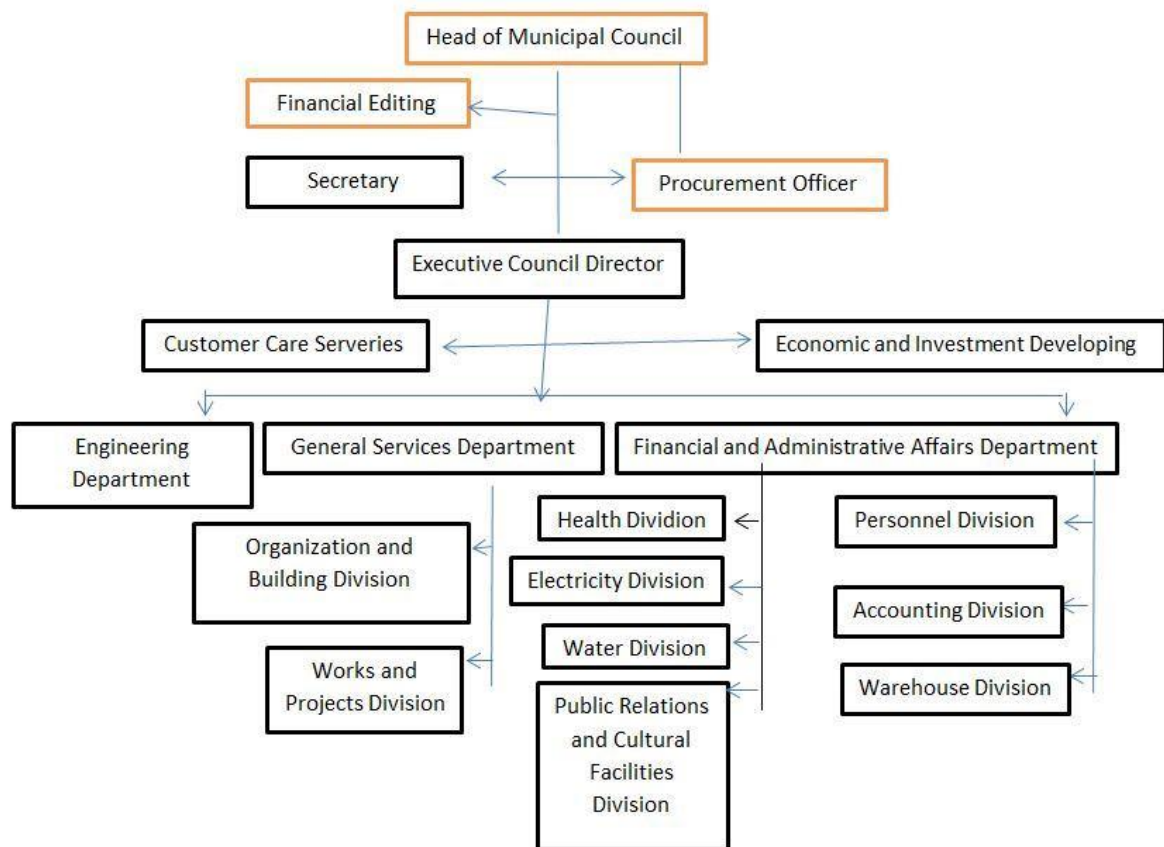 Head of Municipal Council
Financial Editing
Secretary
Procurement Officer
Executive Council Director
Customer Care Serveries
Economic and Investment Developing
Engineering
Department
General Services Department
Financial and Administrative Affairs Department
Organization and
Building Division
Works and
Projects Division
Health Dividion
Electricity Division
Water Division
Public Relations
and Cultural
Facilities
Division
Personnel Division
Accounting Division
Warehouse Division